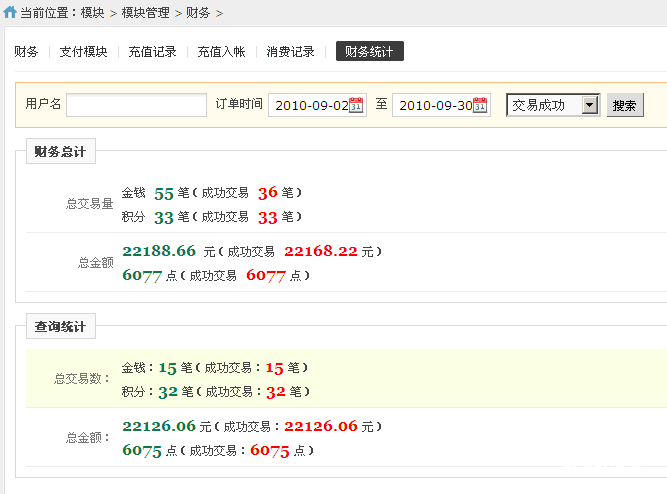 当前位置：模块 > 模块管理 > 财务 >
财务 支付模块 充值记录 充值入帐 消费记录 财务统计
用户名 订单时间 2010-09-02 至 2010-09-30 交易成功 搜索
财务总计
总交易量
金钱 55 笔 ( 成功交易 36 笔 )
积分 33 笔 ( 成功交易 33 笔 )
总金额
22188.66 元 ( 成功交易 22168.22 元 )
6077 点 ( 成功交易 6077 点 )
查询统计
总交易数：
金钱：15 笔 ( 成功交易：15 笔 )
积分：32 笔 ( 成功交易：32 笔 )
总金额：
22126.06 元 ( 成功交易：22126.06 元 )
6075 点 ( 成功交易：6075 点 )